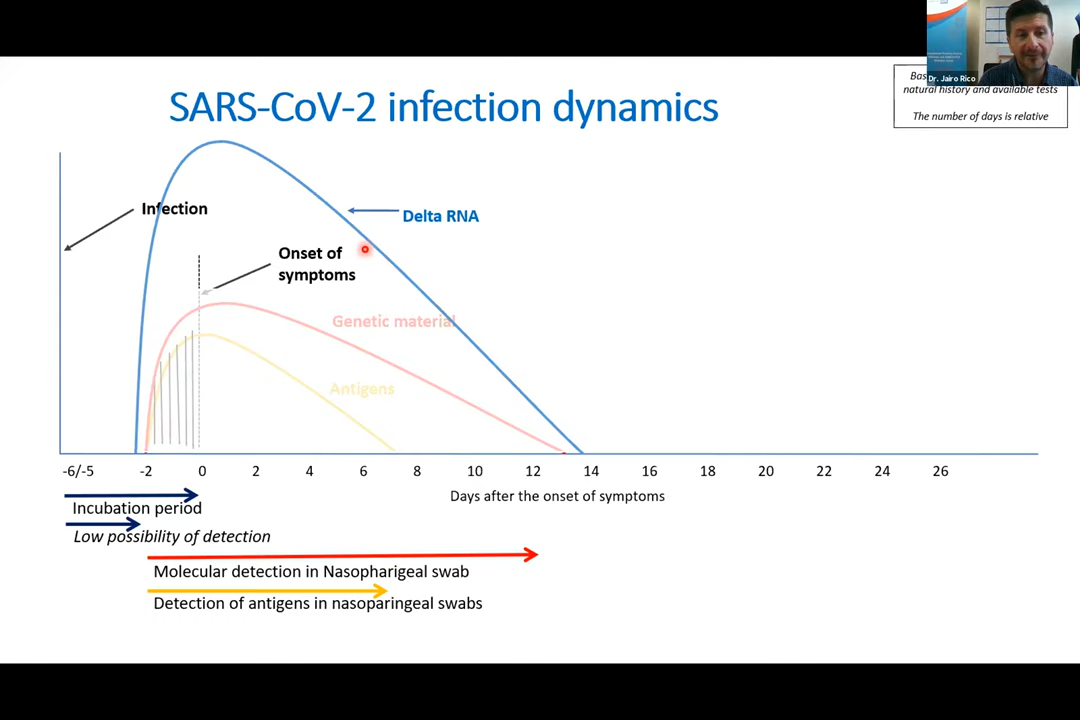 Dr. Jairo Rico
Bas
natural history and available tests
The number of days is relative
SARS-CoV-2 infection dynamics
Infection
Delta RNA
Onset of
symptoms
Genetic material
Antigens
-6/-5 -2 0 2 4 6 8 10 12 14 16 18 20 22 24 26
Days after the onset of symptoms
Incubation period
Low possibility of detection
Molecular detection in Nasopharigeal swab
Detection of antigens in nasoparingeal swabs